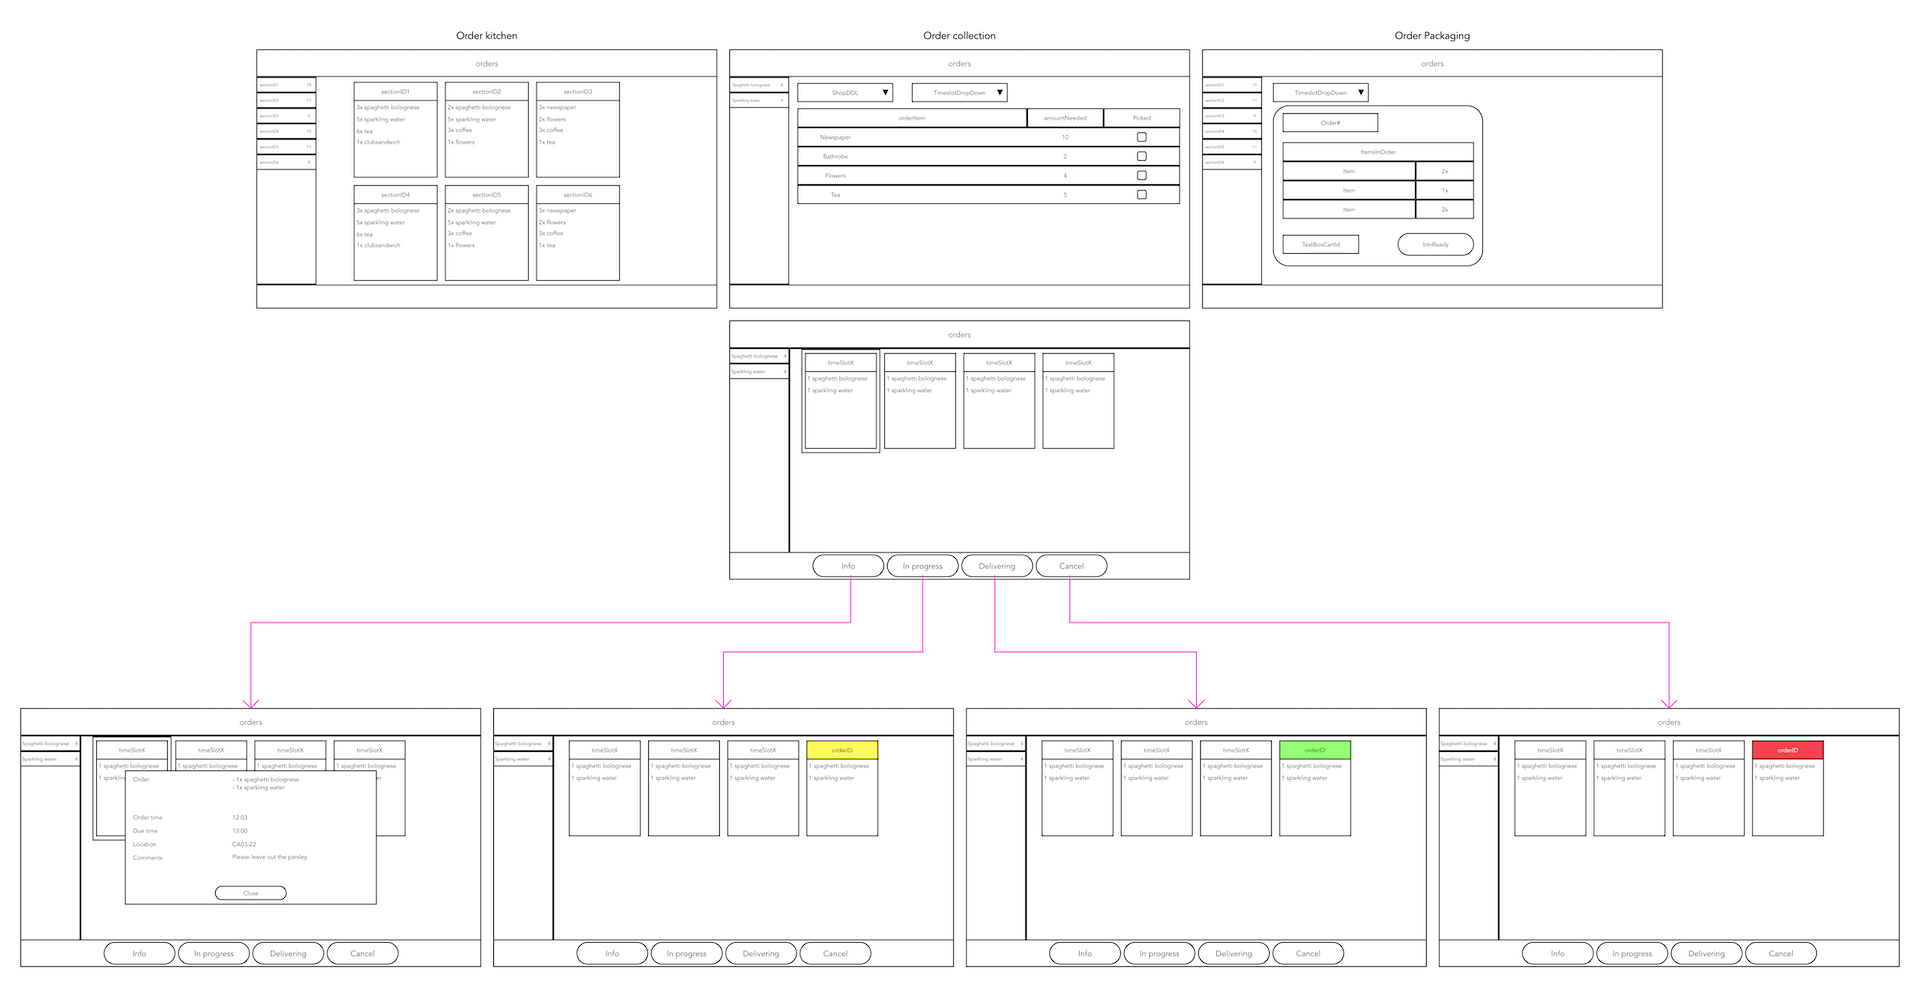 Order kitchen
Order collection
Order Packaging
orders
sectionID1 10
sectionID2 11
sectionID3 9
sectionID4 15
sectionID5 11
sectionID6 9
sectionID1
3x spaghetti bolognese
5x sparkling water
6x tea
1x clubsandwich
sectionID2
2x spaghetti bolognese
5x sparkling water
3x coffee
1x flowers
sectionID3
3x newspaper
2x flowers
3x coffee
1x tea
sectionID4
3x spaghetti bolognese
5x sparkling water
6x tea
1x clubsandwich
sectionID5
2x spaghetti bolognese
5x sparkling water
3x coffee
1x flowers
sectionID6
3x newspaper
2x flowers
3x coffee
1x tea
orders
Spaghetti bolognese 4
Sparkling water 4
ShopDDL
TimeslotDropDown
orderItem amountNeeded Picked
Newspaper 10
Bathrobe 2
Flowers 4
Tea 5
orders
sectionID1 10
sectionID2 11
sectionID3 9
sectionID4 15
sectionID5 11
sectionID6 9
TimeslotDropDown
Order#
ItemsInOrder
Item 2x
Item 1x
Item 2x
TextBoxCartId
btnReady
orders
Spaghetti bolognese 4
Sparkling water 4
timeSlotX
1 spaghetti bolognese
1 sparkling water
timeSlotX
1 spaghetti bolognese
1 sparkling water
timeSlotX
1 spaghetti bolognese
1 sparkling water
timeSlotX
1 spaghetti bolognese
1 sparkling water
Info
In progress
Delivering
Cancel
orders
Spaghetti bolognese 4
Sparkling water 4
timeSlotX
1 spaghetti bolognese
1 sparklin
timeSlotX
1 spaghetti bolognese
timeSlotX
1 spaghetti bolognese
timeSlotX
1 spaghetti bolognese
er
Order - 1x spaghetti bolognese
- 1x sparkling water
Order time 12:03
Due time 13:00
Location CA03-22
Comments Please leave out the parsley.
Close
Info
In progress
Delivering
Cancel
orders
Spaghetti bolognese 4
Sparkling water 4
timeSlotX
1 spaghetti bolognese
1 sparkling water
timeSlotX
1 spaghetti bolognese
1 sparkling water
timeSlotX
1 spaghetti bolognese
1 sparkling water
orderID
1 spaghetti bolognese
1 sparkling water
Info
In progress
Delivering
Cancel
orders
Spaghetti bolognese 4
Sparkling water 4
timeSlotX
1 spaghetti bolognese
1 sparkling water
timeSlotX
1 spaghetti bolognese
1 sparkling water
timeSlotX
1 spaghetti bolognese
1 sparkling water
orderID
1 spaghetti bolognese
1 sparkling water
Info
In progress
Delivering
Cancel
orders
Spaghetti bolognese 4
Sparkling water 4
timeSlotX
1 spaghetti bolognese
1 sparkling water
timeSlotX
1 spaghetti bolognese
1 sparkling water
timeSlotX
1 spaghetti bolognese
1 sparkling water
orderID
1 spaghetti bolognese
1 sparkling water
Info
In progress
Delivering
Cancel